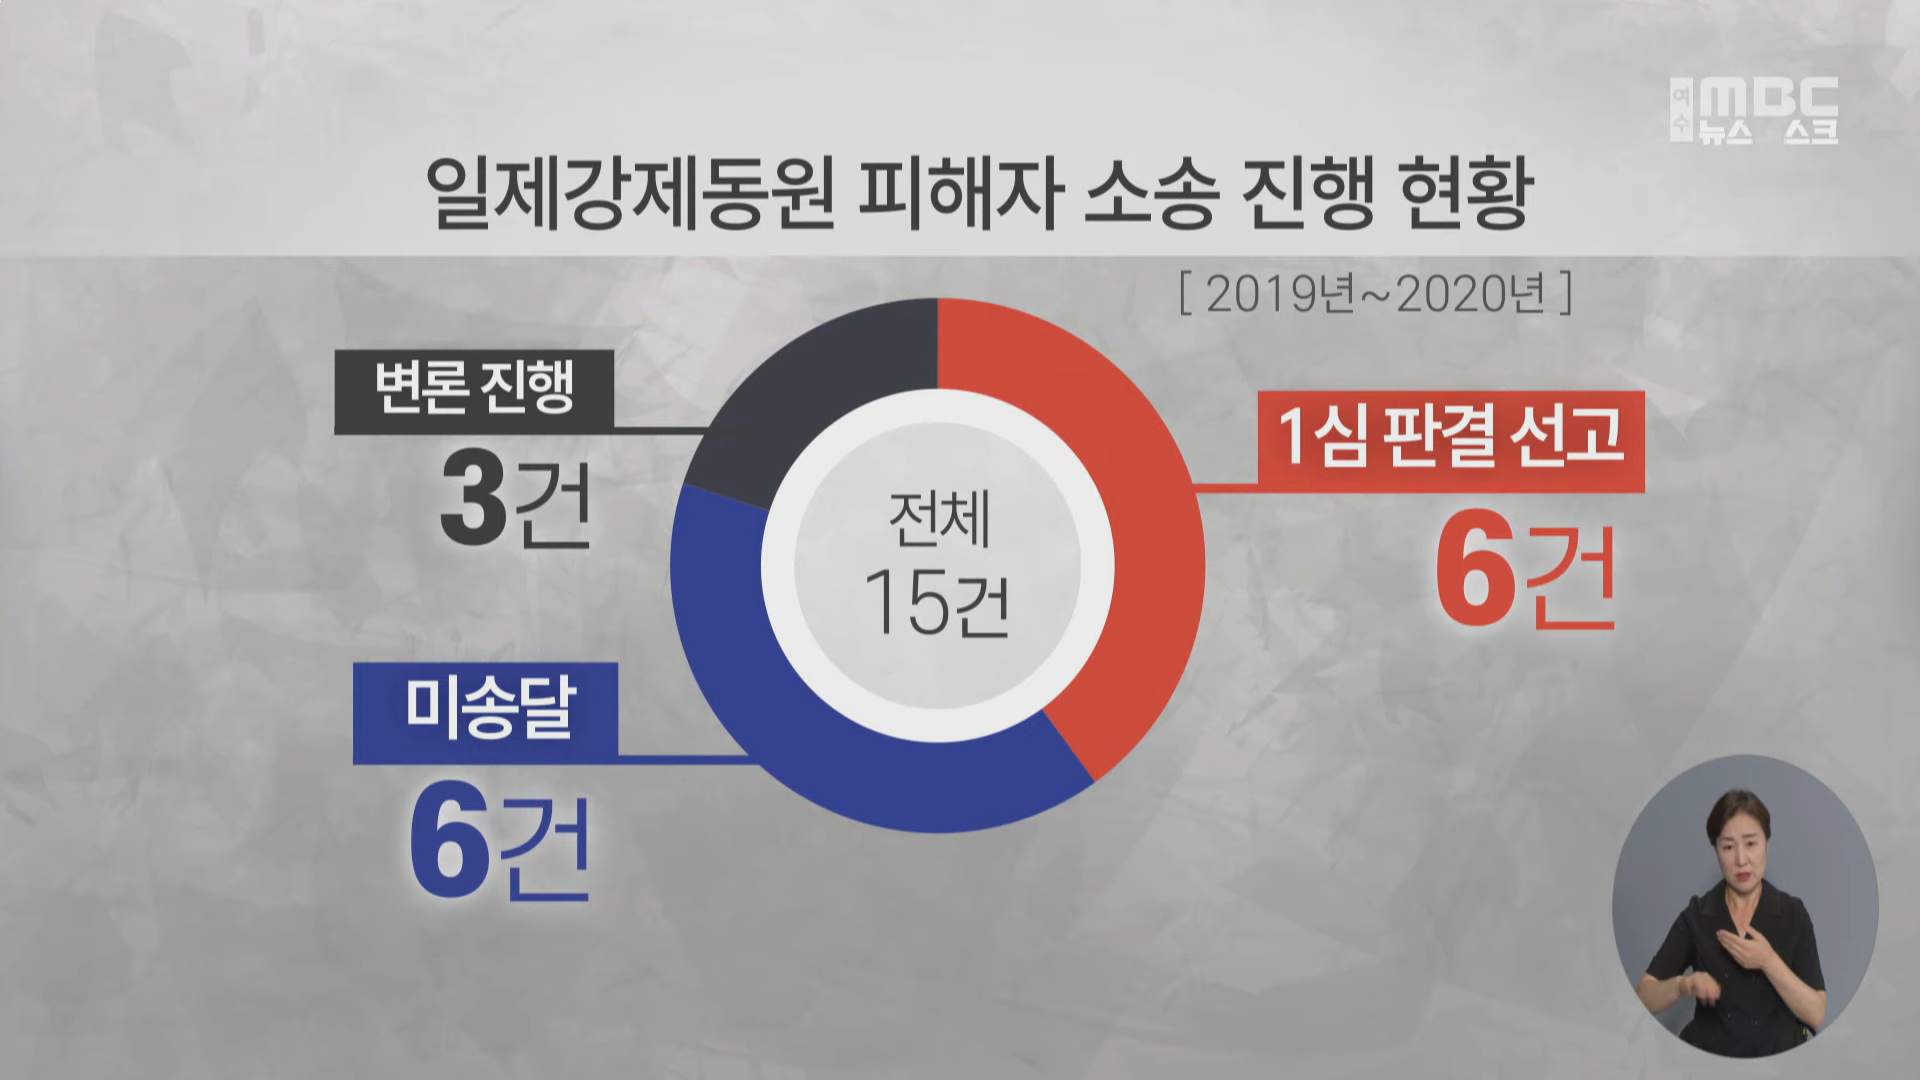 여수
MBC
뉴스 스크
일제강제동원 피해자 소송 진행 현황
[ 2019년~2020년 ]
변론 진행
3건
1심 판결 선고
6건
전체
15건
미송달
6건